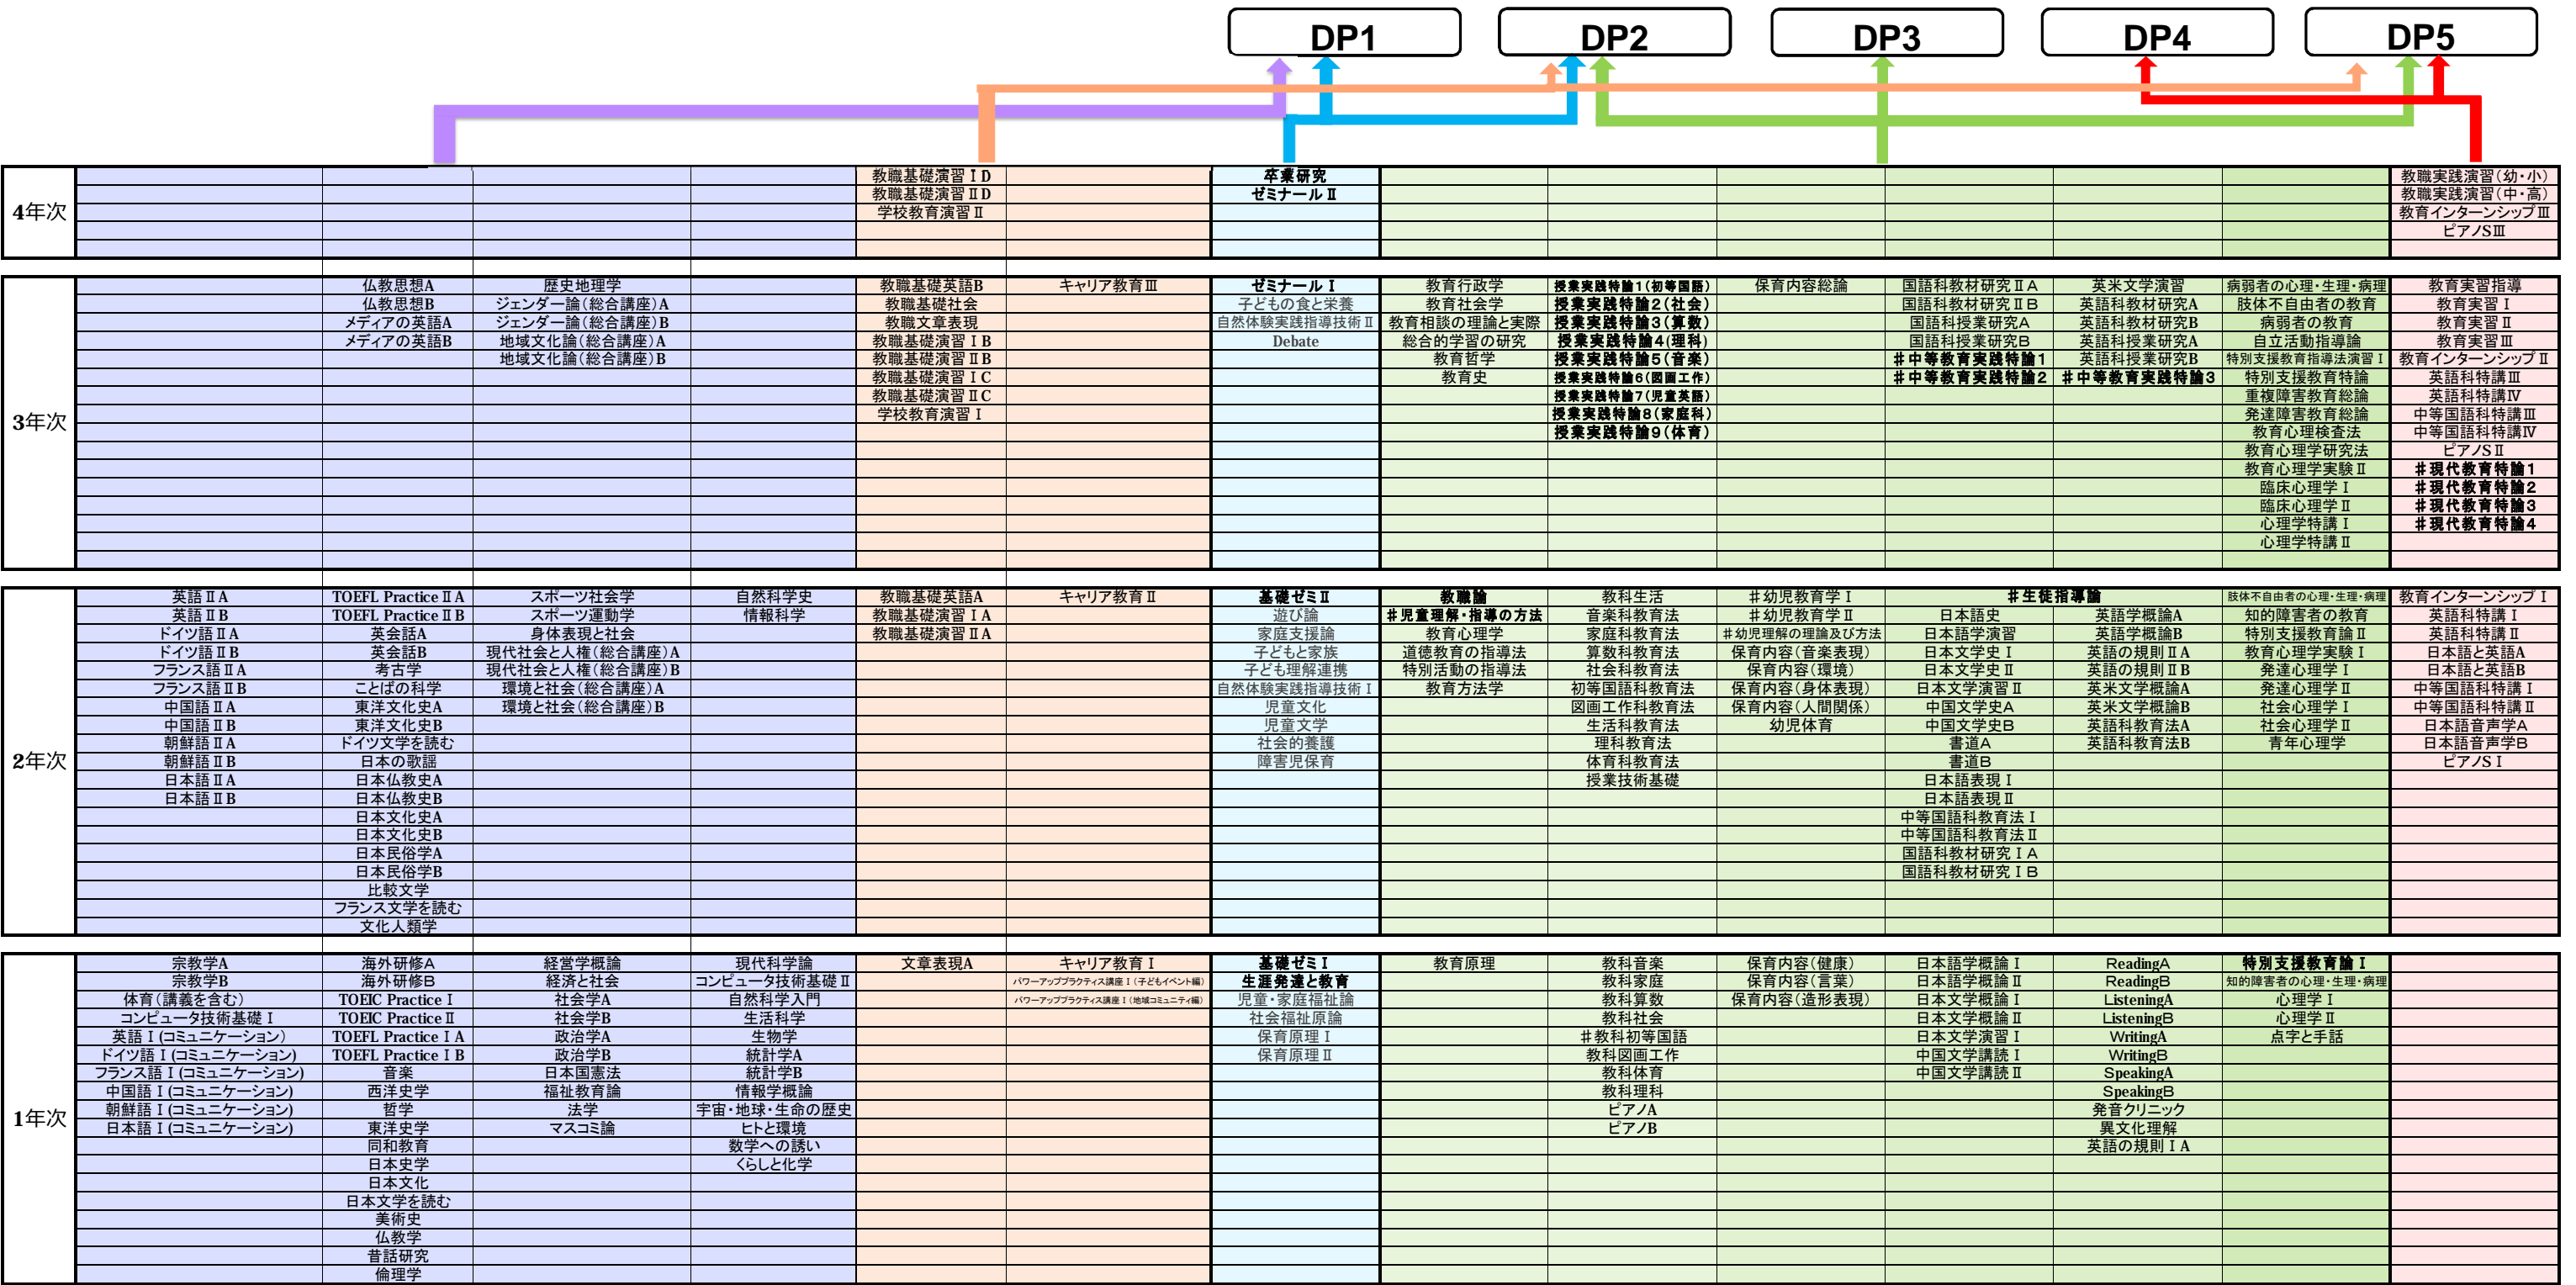 DP1 DP2 DP3 DP4 DP5
4年次
教職基礎演習ⅠD 卒業研究 教職実践演習(幼・小)
教職基礎演習ⅡD ゼミナールⅡ 教職実践演習(中・高)
学校教育演習Ⅱ 教育インターンシップⅢ
ピアノSⅢ
3年次
仏教思想A 歴史地理学 教職基礎英語B キャリア教育Ⅲ ゼミナールⅠ 教育行政学 授業実践特論1(初等国語) 保育内容総論 国語科教材研究ⅡA 英米文学演習 病弱者の心理・生理・病理 教育実習指導
仏教思想B ジェンダー論(総合講座)A 教職基礎社会 子どもの食と栄養 教育社会学 授業実践特論2(社会) 国語科教材研究ⅡB 英語科教材研究A 肢体不自由者の教育 教育実習Ⅰ
メディアの英語A ジェンダー論(総合講座)B 教職文章表現 自然体験実践指導技術Ⅱ 教育相談の理論と実際 授業実践特論3(算数) 国語科授業研究A 英語科教材研究B 病弱者の教育 教育実習Ⅱ
メディアの英語B 地域文化論(総合講座)A 教職基礎演習ⅠB Debate 総合的学習の研究 授業実践特論4(理科) 国語科授業研究B 英語科授業研究A 自立活動指導論 教育実習Ⅲ
地域文化論(総合講座)B 教職基礎演習ⅡB 教育哲学 授業実践特論5(音楽) #中等教育実践特論1 英語科授業研究B 特別支援教育指導法演習Ⅰ 教育インターンシップⅡ
教職基礎演習ⅠC 教育史 授業実践特論6(図画工作) #中等教育実践特論2 #中等教育実践特論3 特別支援教育特論 英語科特講Ⅲ
教職基礎演習ⅡC 授業実践特論7(児童英語) 重複障害教育総論 英語科特講Ⅳ
学校教育演習Ⅰ 授業実践特論8(家庭科) 発達障害教育総論 中等国語科特講Ⅲ
授業実践特論9(体育) 教育心理検査法 中等国語科特講Ⅳ
教育心理学研究法 ピアノSⅡ
教育心理学実験Ⅱ #現代教育特論1
臨床心理学Ⅰ #現代教育特論2
臨床心理学Ⅱ #現代教育特論3
心理学特講Ⅰ #現代教育特論4
心理学特講Ⅱ
2年次
英語ⅡA TOEFL PracticeⅡA スポーツ社会学 自然科学史 教職基礎英語A キャリア教育Ⅱ 基礎ゼミⅡ 教職論 教科生活 #幼児教育学Ⅰ #生徒指導論 肢体不自由者の心理・生理・病理 教育インターンシップⅠ
英語ⅡB TOEFL PracticeⅡB スポーツ運動学 情報科学 教職基礎演習ⅠA 遊び論 #児童理解・指導の方法 音楽科教育法 #幼児教育学Ⅱ 日本語史 英語学概論A 知的障害者の教育 英語科特講Ⅰ
ドイツ語ⅡA 英会話A 身体表現と社会 教職基礎演習ⅡA 家庭支援論 教育心理学 家庭科教育法 #幼児理解の理論及び方法 日本語学演習 英語学概論B 特別支援教育論Ⅱ 英語科特講Ⅱ
ドイツ語ⅡB 英会話B 現代社会と人権(総合講座)A 子どもと家族 道徳教育の指導法 算数科教育法 保育内容(音楽表現) 日本文学史Ⅰ 英語の規則ⅡA 教育心理学実験Ⅰ 日本語と英語A
フランス語ⅡA 考古学 現代社会と人権(総合講座)B 子ども理解連携 特別活動の指導法 社会科教育法 保育内容(環境) 日本文学史Ⅱ 英語の規則ⅡB 発達心理学Ⅰ 日本語と英語B
フランス語ⅡB ことばの科学 環境と社会(総合講座)A 自然体験実践指導技術Ⅰ 教育方法学 初等国語科教育法 保育内容(身体表現) 日本文学演習Ⅱ 英米文学概論A 発達心理学Ⅱ 中等国語科特講Ⅰ
中国語ⅡA 東洋文化史A 環境と社会(総合講座)B 児童文化 図画工作科教育法 保育内容(人間関係) 中国文学史A 英米文学概論B 社会心理学Ⅰ 中等国語科特講Ⅱ
中国語ⅡB 東洋文化史B 児童文学 生活科教育法 幼児体育 中国文学史B 英語科教育法A 社会心理学Ⅱ 日本語音声学A
朝鮮語ⅡA ドイツ文学を読む 社会的養護 理科教育法 書道A 英語科教育法B 青年心理学 日本語音声学B
朝鮮語ⅡB 日本の歌謡 障害児保育 体育科教育法 書道B ピアノSⅠ
日本語ⅡA 日本仏教史A 授業技術基礎 日本語表現Ⅰ
日本語ⅡB 日本仏教史B 日本語表現Ⅱ
日本文化史A 中等国語科教育法Ⅰ
日本文化史B 中等国語科教育法Ⅱ
日本民俗学A 国語科教材研究ⅠA
日本民俗学B 国語科教材研究ⅠB
比較文学
フランス文学を読む
文化人類学
1年次
宗教学A 海外研修A 経営学概論 現代科学論 文章表現A キャリア教育Ⅰ 基礎ゼミⅠ 教育原理 教科音楽 保育内容(健康) 日本語学概論Ⅰ ReadingA 特別支援教育論Ⅰ
宗教学B 海外研修B 経済と社会 コンピュータ技術基礎Ⅱ パワーアッププラクティス講座Ⅰ(子どもイベント編) 生涯発達と教育 教科家庭 保育内容(言葉) 日本語学概論Ⅱ ReadingB 知的障害者の心理・生理・病理
体育(講義を含む) TOEIC PracticeⅠ 社会学A 自然科学入門 パワーアッププラクティス講座Ⅰ(地域コミュニティ編) 児童・家庭福祉論 教科算数 保育内容(造形表現) 日本文学概論Ⅰ ListeningA 心理学Ⅰ
コンピュータ技術基礎Ⅰ TOEIC PracticeⅡ 社会学B 生活科学 社会福祉原論 教科社会 日本文学概論Ⅱ ListeningB 心理学Ⅱ
英語Ⅰ(コミュニケーション) TOEFL PracticeⅠA 政治学A 生物学 保育原理Ⅰ #教科初等国語 日本文学演習Ⅰ WritingA 点字と手話
ドイツ語Ⅰ(コミュニケーション) TOEFL PracticeⅠB 政治学B 統計学A 保育原理Ⅱ 教科図画工作 中国文学講読Ⅰ WritingB
フランス語Ⅰ(コミュニケーション) 音楽 日本国憲法 統計学B 教科体育 中国文学講読Ⅱ SpeakingA
中国語Ⅰ(コミュニケーション) 西洋史学 福祉教育論 情報学概論 教科理科 SpeakingB
朝鮮語Ⅰ(コミュニケーション) 哲学 法学 宇宙・地球・生命の歴史 ピアノA 発音クリニック
日本語Ⅰ(コミュニケーション) 東洋史学 マスコミ論 ヒトと環境 ピアノB 異文化理解
同和教育 数学への誘い 英語の規則ⅠA
日本史学 くらしと化学
日本文化
日本文学を読む
美術史
仏教学
昔話研究
倫理学